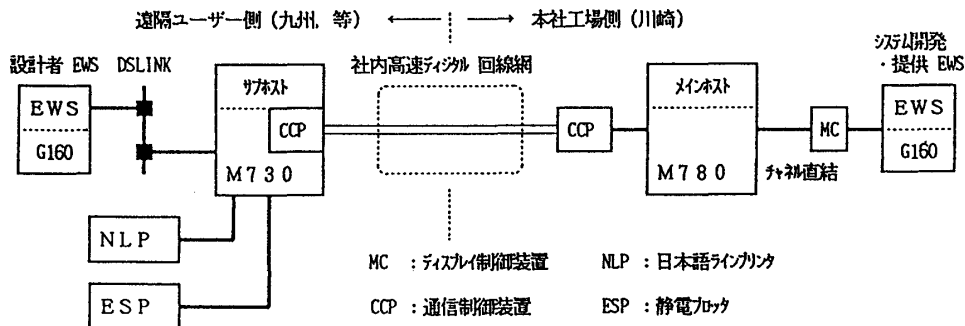 遠隔ユーザー側（九州，等） ←┄┄ ┄┄→ 本社工場側（川崎）
設計者 EWS DSLINK
社内高速ディジタル 回線網
システム開発
・提供 EWS
EWS
G160
サブホスト
CCP
M730
CCP
メインホスト
M780
MC
チャネル直結
EWS
G160
NLP
ESP
MC ：ディスプレイ制御装置
NLP ：日本語ラインプリンタ
CCP ：通信制御装置
ESP ：静電プロッタ